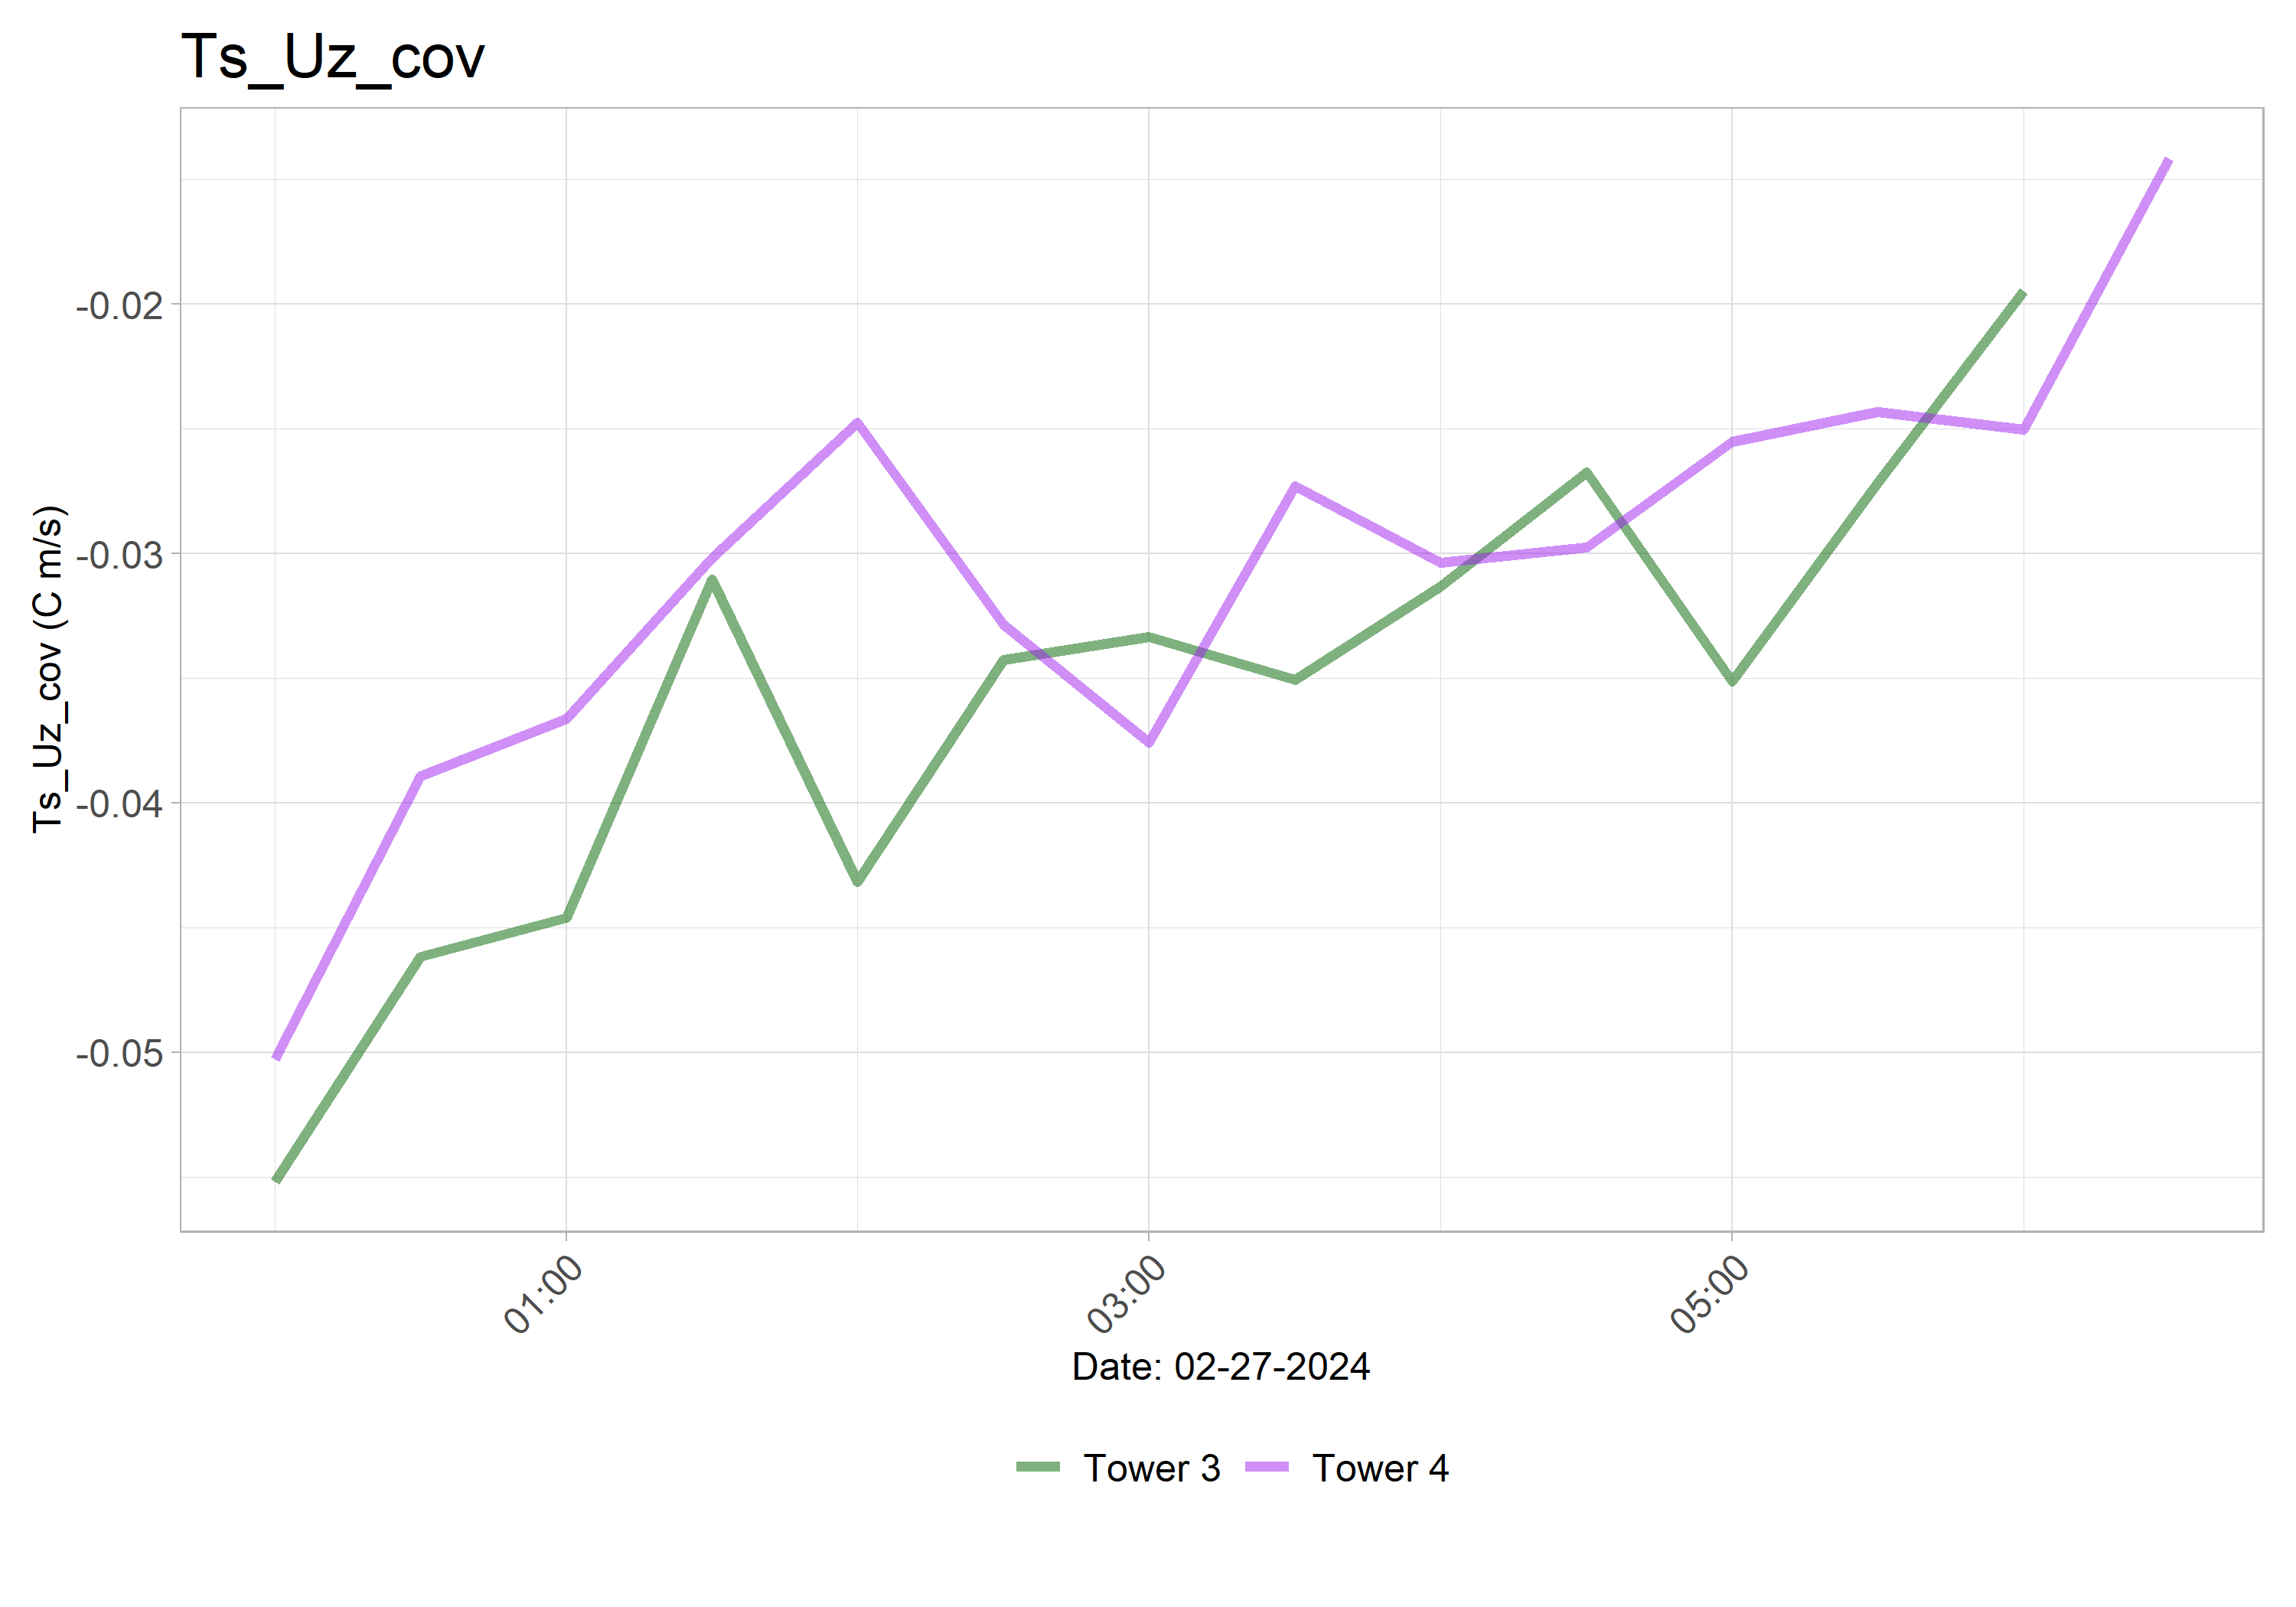 Ts_Uz_cov
Ts_Uz_cov (C m/s)
-0.02
-0.03
-0.04
-0.05
01:00
03:00
05:00
Date: 02-27-2024
Tower 3
Tower 4